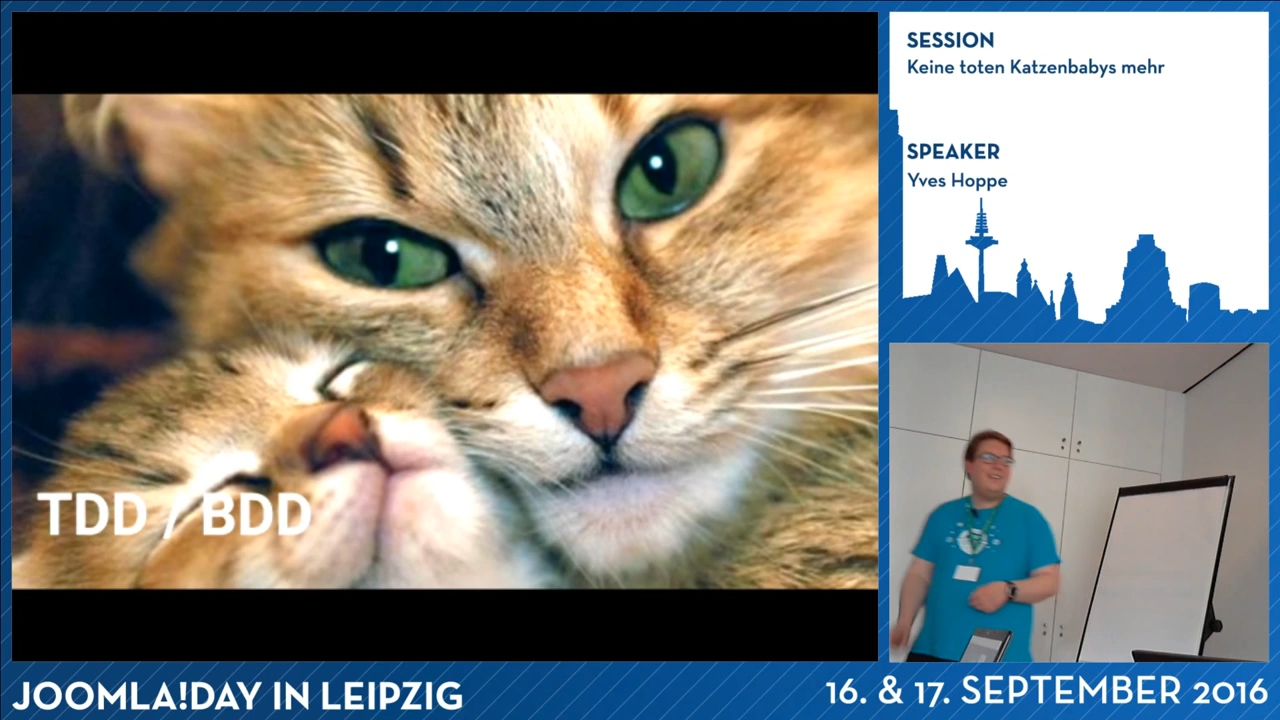 SESSION
Keine toten Katzenbabys mehr
SPEAKER
Yves Hoppe
TDD / BDD
JOOMLA!DAY IN LEIPZIG
16. & 17. SEPTEMBER 2016